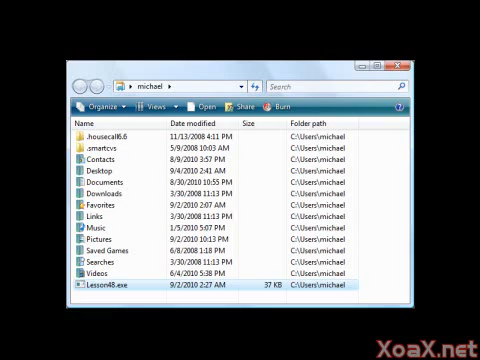 michael
Search
Organize Views Open Share Burn
Name Date modified Size Folder path
.housecall6.6 11/13/2008 4:11 PM C:\Users\michael
.smartcvs 5/9/2008 10:03 AM C:\Users\michael
Contacts 8/9/2010 3:57 PM C:\Users\michael
Desktop 9/4/2010 2:41 AM C:\Users\michael
Documents 8/30/2010 10:55 PM C:\Users\michael
Downloads 3/30/2008 11:13 PM C:\Users\michael
Favorites 9/2/2010 2:07 AM C:\Users\michael
Links 3/30/2008 11:13 PM C:\Users\michael
Music 1/5/2010 5:07 PM C:\Users\michael
Pictures 9/2/2010 10:13 PM C:\Users\michael
Saved Games 6/8/2008 1:18 PM C:\Users\michael
Searches 3/30/2008 11:13 PM C:\Users\michael
Videos 6/4/2010 5:38 PM C:\Users\michael
Lesson48.exe 9/2/2010 2:27 AM 37 KB C:\Users\michael
XoaX.net